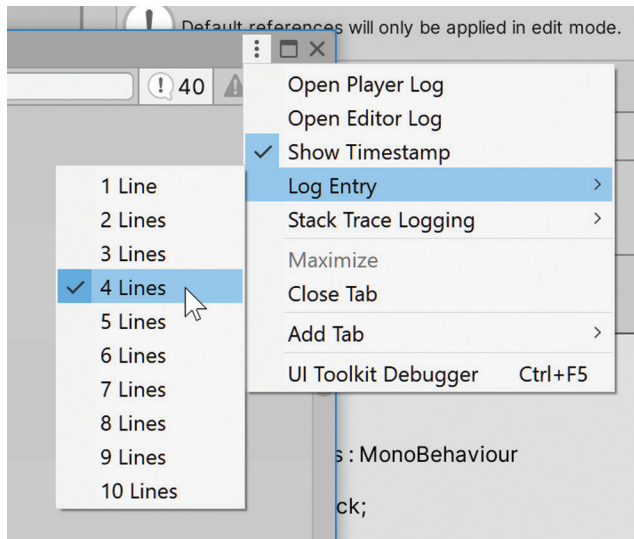 Default references will only be applied in edit mode.
40
Open Player Log
Open Editor Log
Show Timestamp
Log Entry
Stack Trace Logging
Maximize
Close Tab
Add Tab
UI Toolkit Debugger Ctrl+F5
1 Line
2 Lines
3 Lines
4 Lines
5 Lines
6 Lines
7 Lines
8 Lines
9 Lines
10 Lines
s : MonoBehaviour
ck;